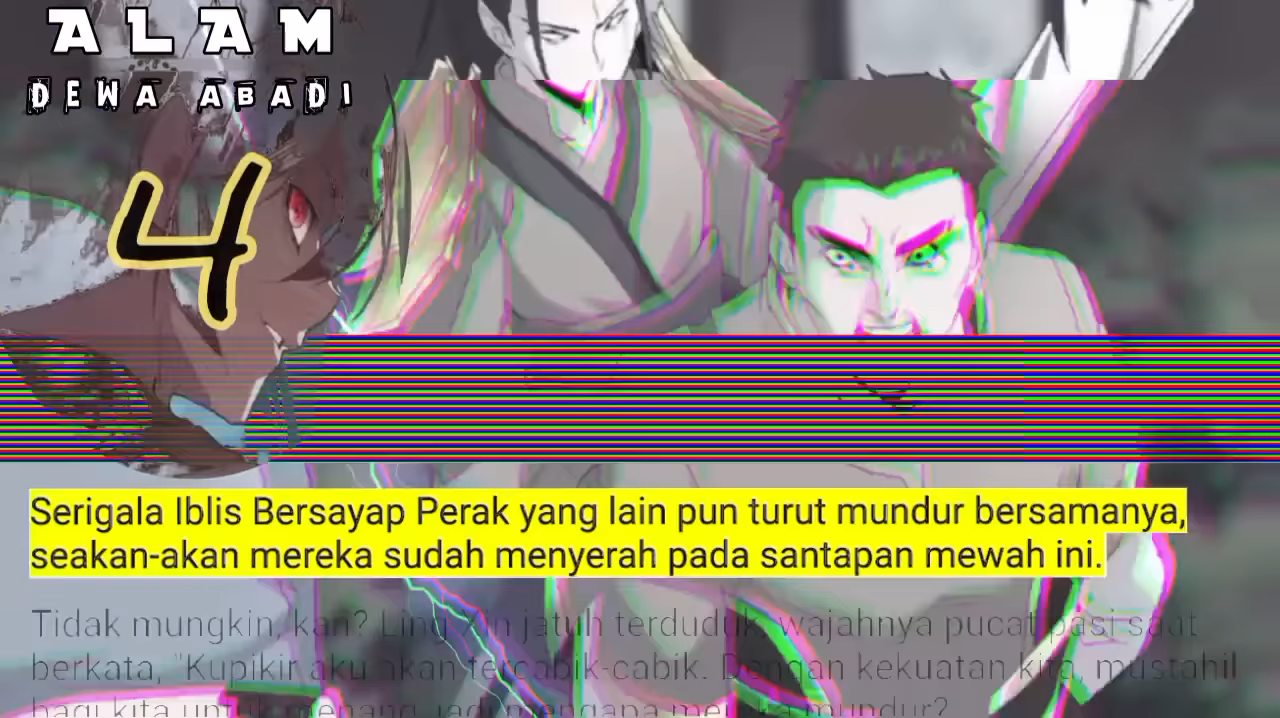 ALAM
DEWA ABADI
4
Serigala Iblis Bersayap Perak yang lain pun turut mundur bersamanya,
seakan-akan mereka sudah menyerah pada santapan mewah ini.
Tidak mungkin, kan? Ling Xin jatuh terduduk, wajahnya pucat pasi saat
berkata, "Kupikir aku akan tercabik-cabik. Dengan kekuatan kita, mustahil
bagi kita untuk menang, jadi mengapa mereka mundur?